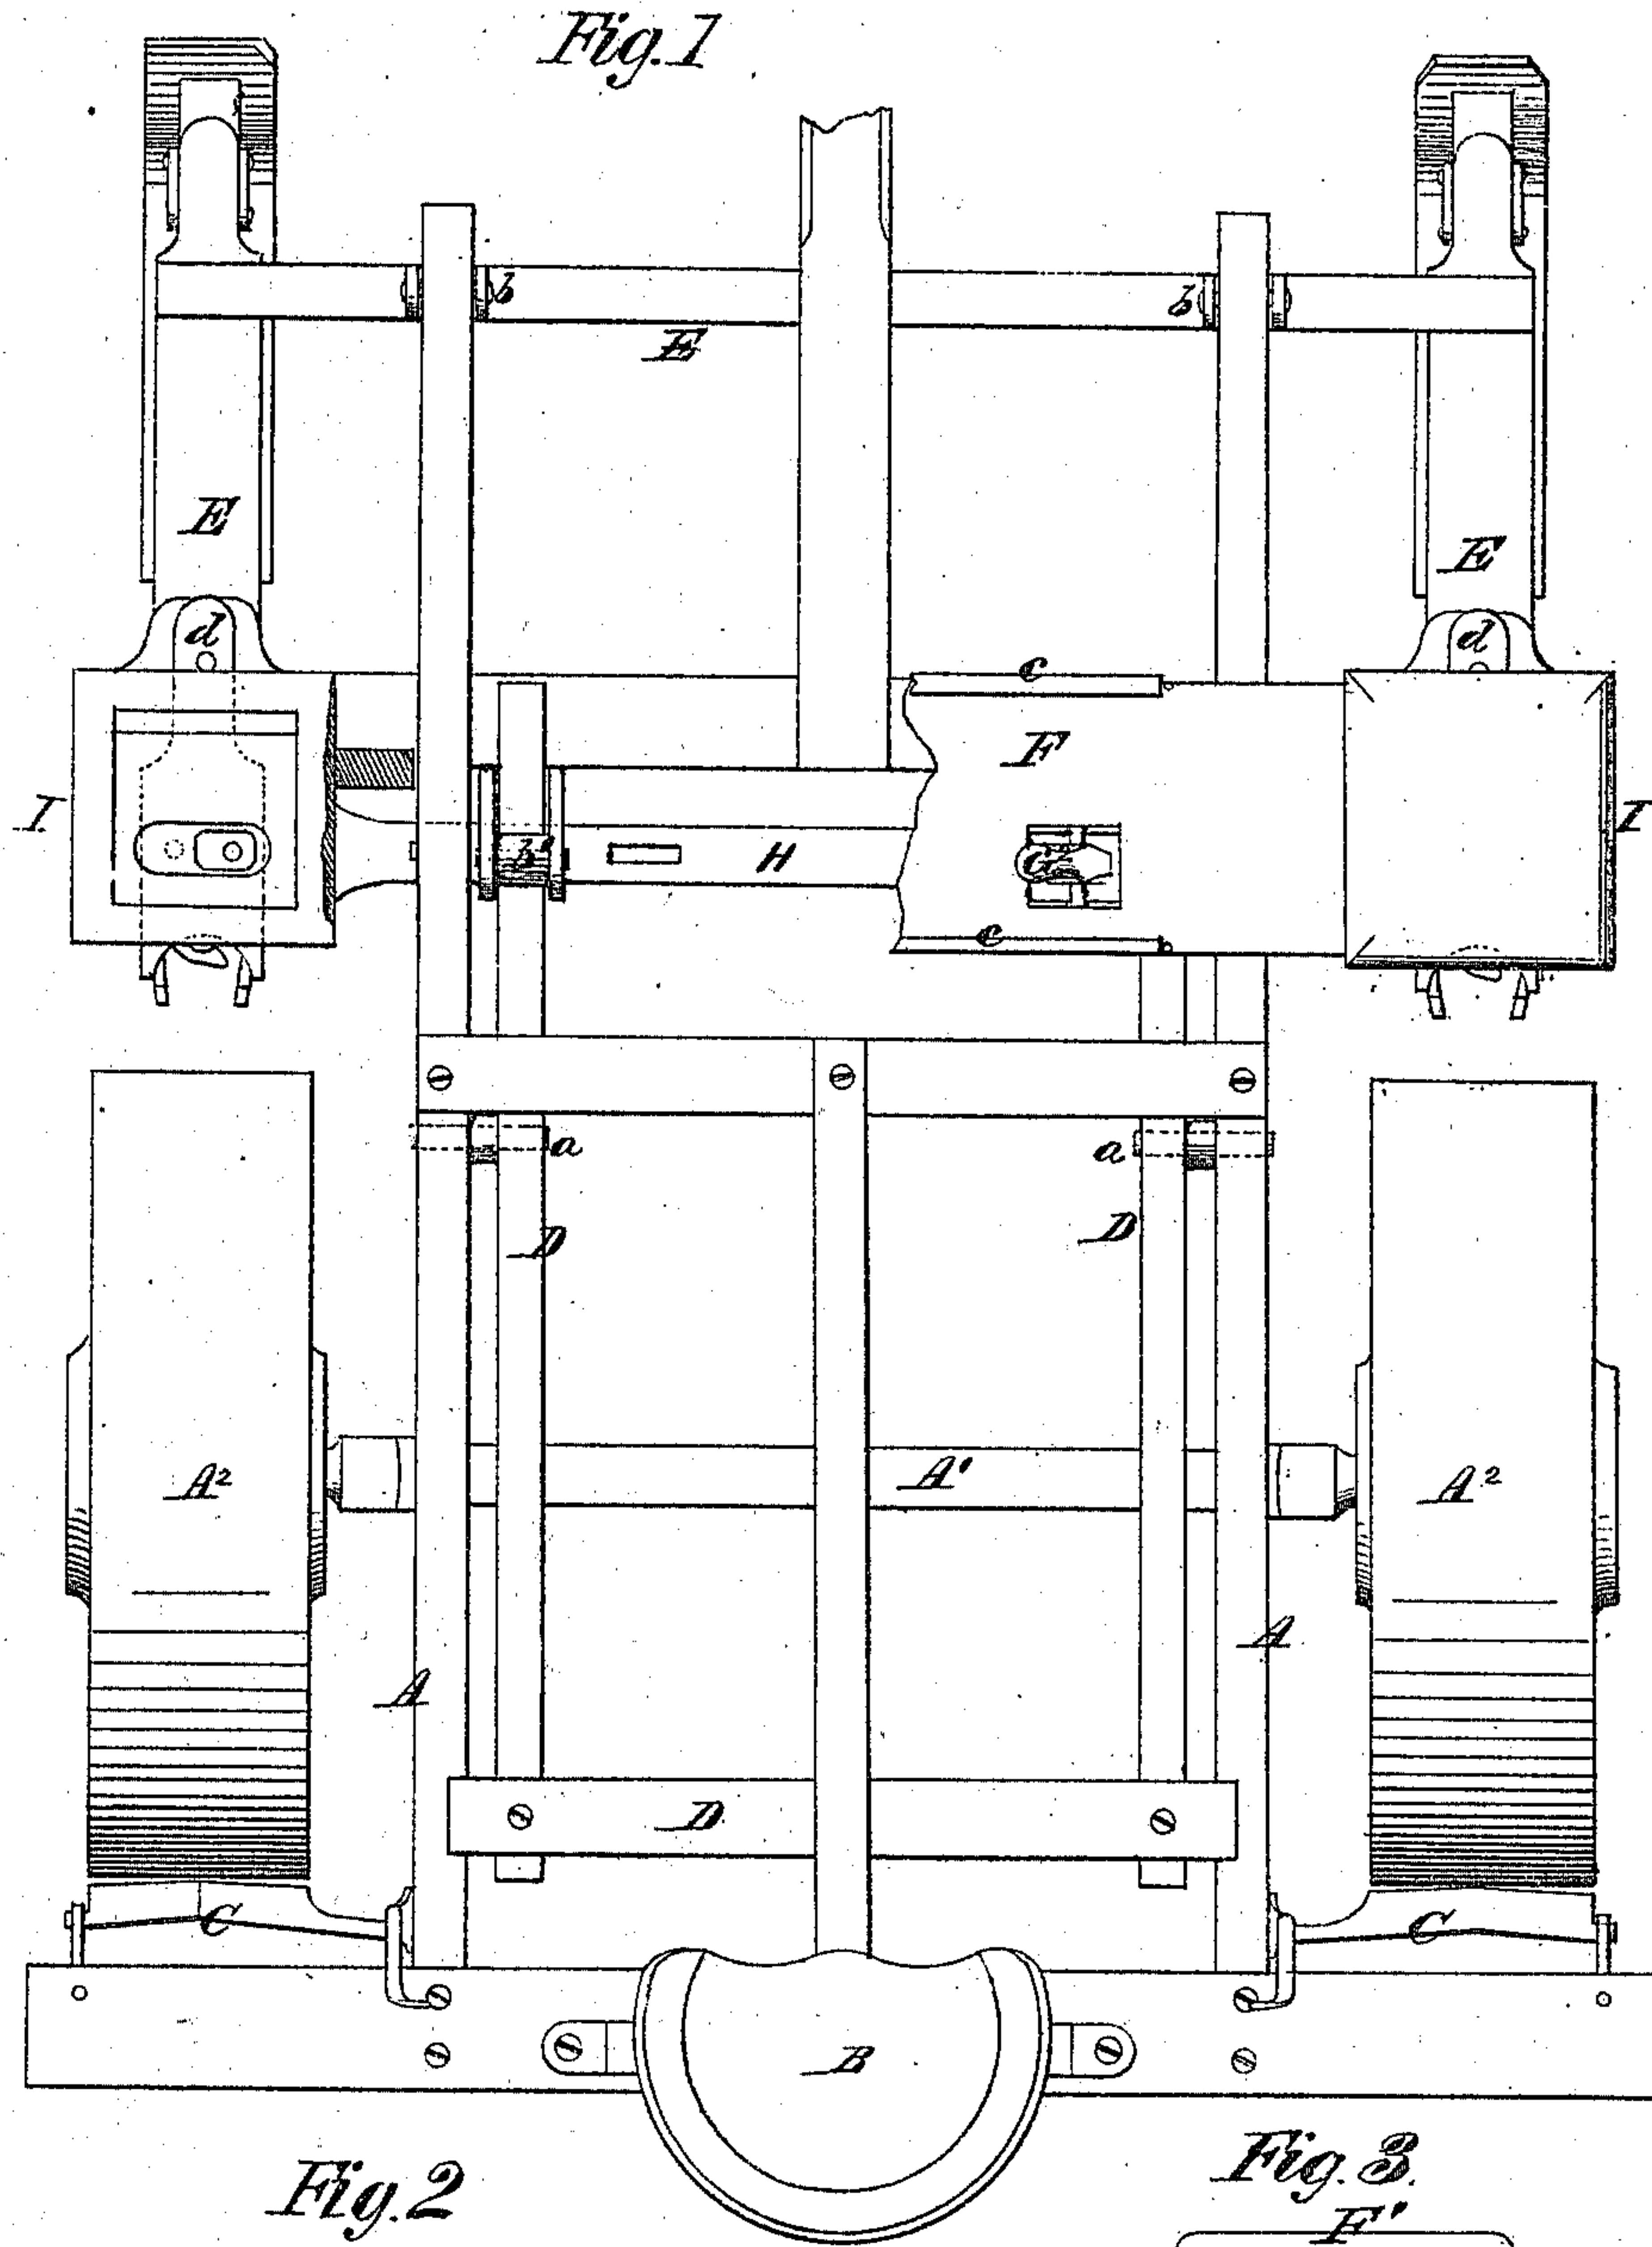 Fig. 1
b b
E
E E
d d
c
F
I I
b' H G
c
a a
D D
A² A' A²
A A
D
C C
B
Fig. 2 Fig. 3.
F'